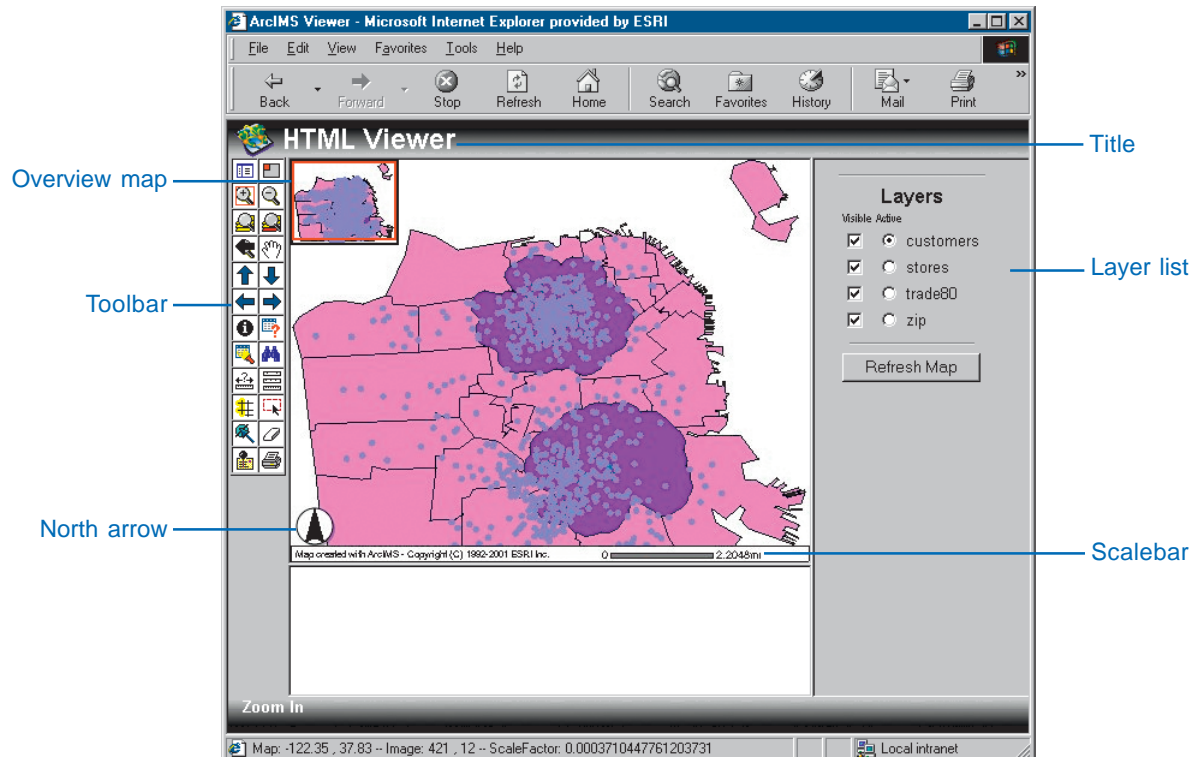 ArcIMS Viewer - Microsoft Internet Explorer provided by ESRI
File Edit View Favorites Tools Help
Back Forward Stop Refresh Home Search Favorites History Mail Print
HTML Viewer
Title
Overview map
Layers
Visible Active
customers
stores
trade80
zip
Layer list
Refresh Map
Toolbar
North arrow
Map created with ArcIMS - Copyright (C) 1992-2001 ESRI Inc.
0 2.2048mi
Scalebar
Zoom In
Map: -122.35 , 37.83 -- Image: 421 , 12 -- ScaleFactor: 0.0003710447761203731
Local intranet